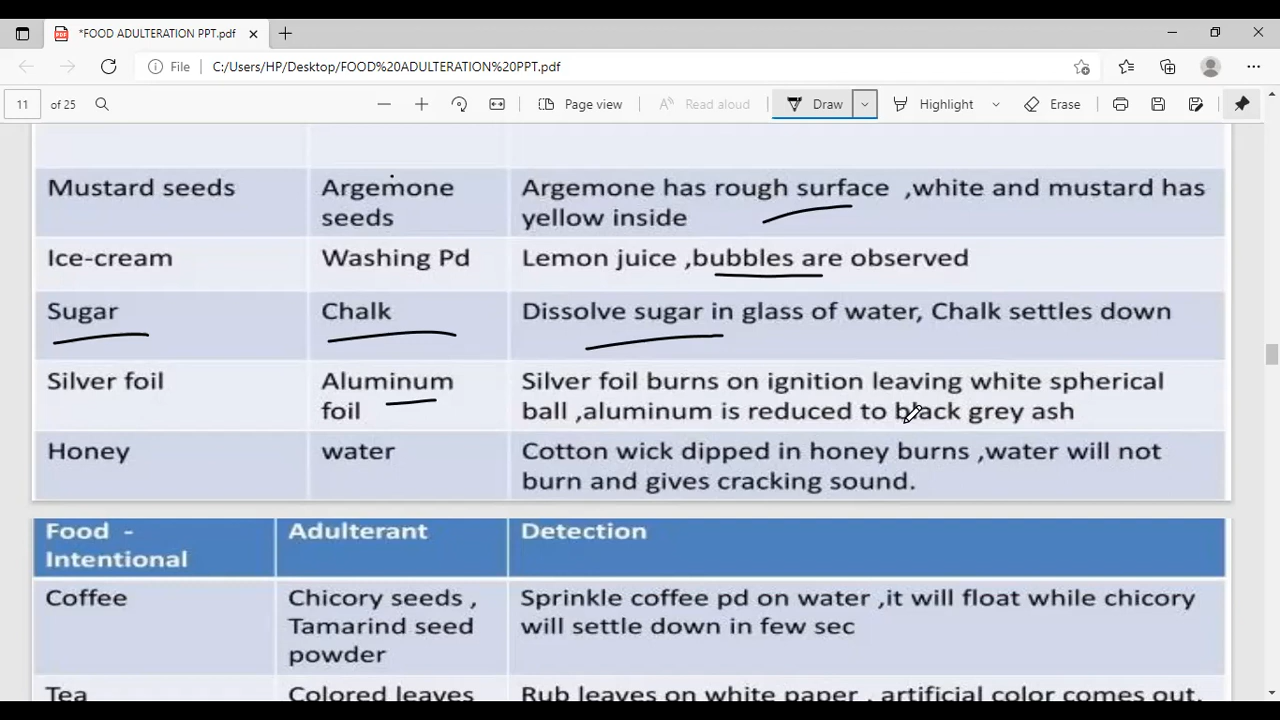 *FOOD ADULTERATION PPT.pdf
File C:/Users/HP/Desktop/FOOD%20ADULTERATION%20PPT.pdf
11 of 25 Page view Read aloud Draw Highlight Erase
Mustard seeds
Argemone
seeds
Argemone has rough surface ,white and mustard has
yellow inside
Ice-cream
Washing Pd
Lemon juice ,bubbles are observed
Sugar
Chalk
Dissolve sugar in glass of water, Chalk settles down
Silver foil
Aluminum
foil
Silver foil burns on ignition leaving white spherical
ball ,aluminum is reduced to black grey ash
Honey
water
Cotton wick dipped in honey burns ,water will not
burn and gives cracking sound.
Food -
Intentional
Adulterant
Detection
Coffee
Chicory seeds ,
Tamarind seed
powder
Sprinkle coffee pd on water ,it will float while chicory
will settle down in few sec
Tea
Colored leaves
Rub leaves on white paper , artificial color comes out.